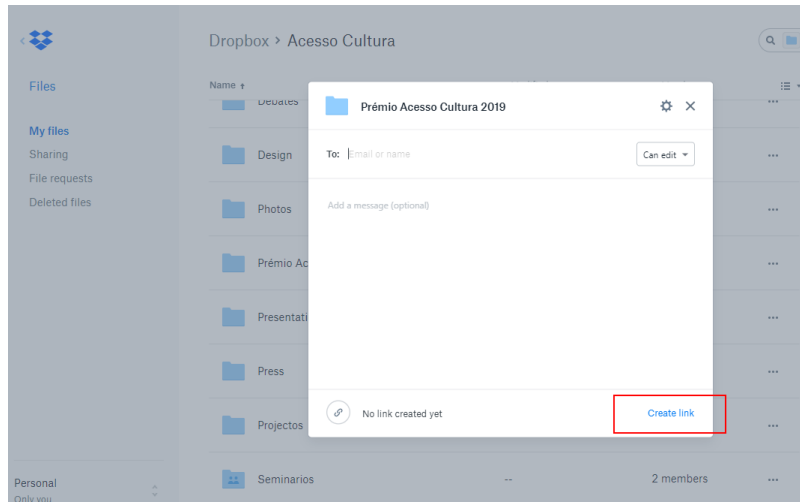 Dropbox > Acesso Cultura
Files
My files
Sharing
File requests
Deleted files
Personal
Only you
Name ↑
Debates
Design
Photos
Prémio Ac
Presentati
Press
Projectos
Seminarios -- 2 members
Prémio Acesso Cultura 2019
To: Email or name Can edit
Add a message (optional)
No link created yet Create link